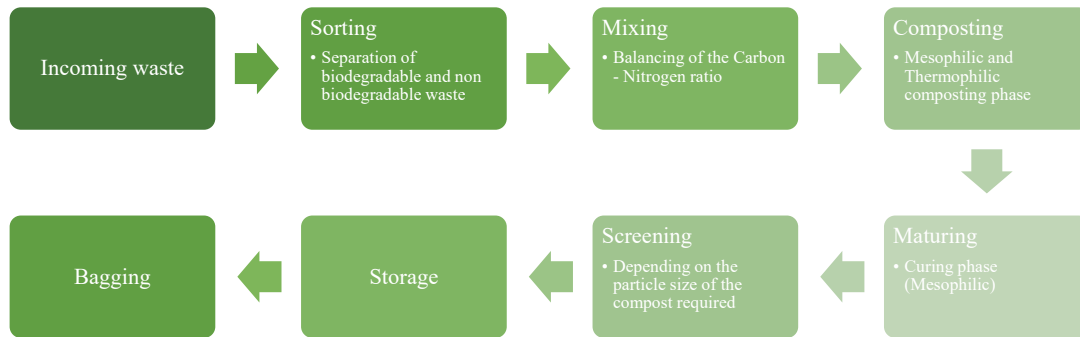 Incoming waste
Sorting
• Separation of
biodegradable and non
biodegradable waste
Mixing
• Balancing of the Carbon
- Nitrogen ratio
Composting
• Mesophilic and
Thermophilic
composting phase
Maturing
• Curing phase
(Mesophilic)
Screening
• Depending on the
particle size of the
compost required
Storage
Bagging